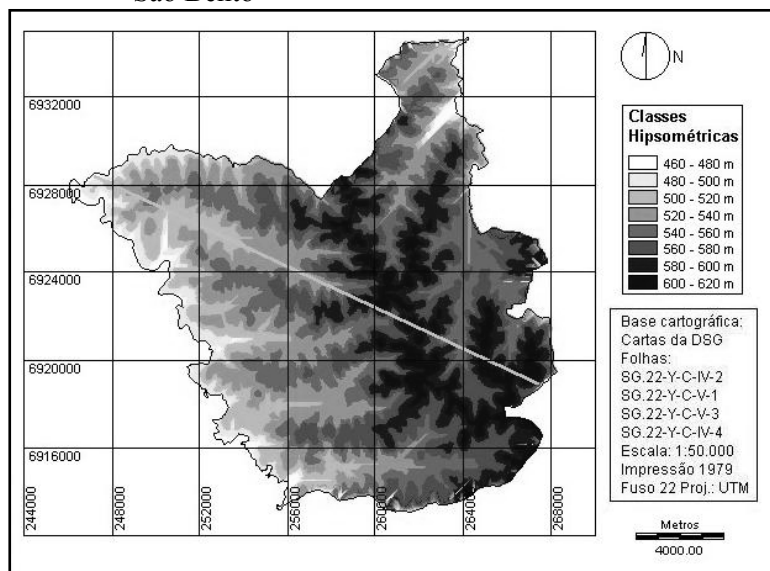 São Bento
N
6932000
6928000
6924000
6920000
6916000
244000
248000
252000
256000
260000
264000
268000
Classes
Hipsométricas
460 - 480 m
480 - 500 m
500 - 520 m
520 - 540 m
540 - 560 m
560 - 580 m
580 - 600 m
600 - 620 m
Base cartográfica:
Cartas da DSG
Folhas:
SG.22-Y-C-IV-2
SG.22-Y-C-V-1
SG.22-Y-C-V-3
SG.22-Y-C-IV-4
Escala: 1:50.000
Impressão 1979
Fuso 22 Proj.: UTM
Metros
4000.00